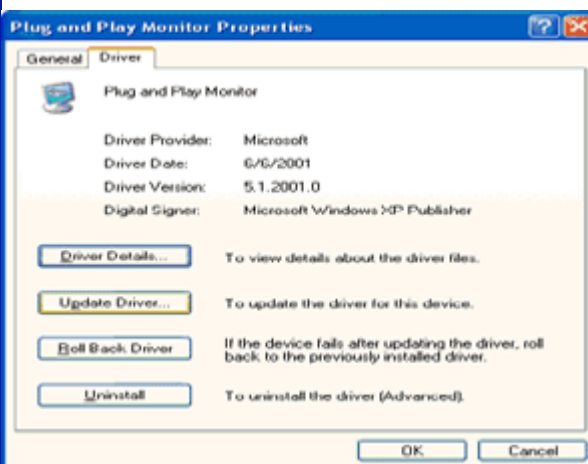 Plug and Play Monitor Properties
General Driver
Plug and Play Monitor
Driver Provider: Microsoft
Driver Date: 6/6/2001
Driver Version: 5.1.2001.0
Digital Signer: Microsoft Windows XP Publisher
Driver Details... To view details about the driver files.
Update Driver... To update the driver for this device.
Roll Back Driver If the device fails after updating the driver, roll
back to the previously installed driver.
Uninstall To uninstall the driver (Advanced).
OK Cancel